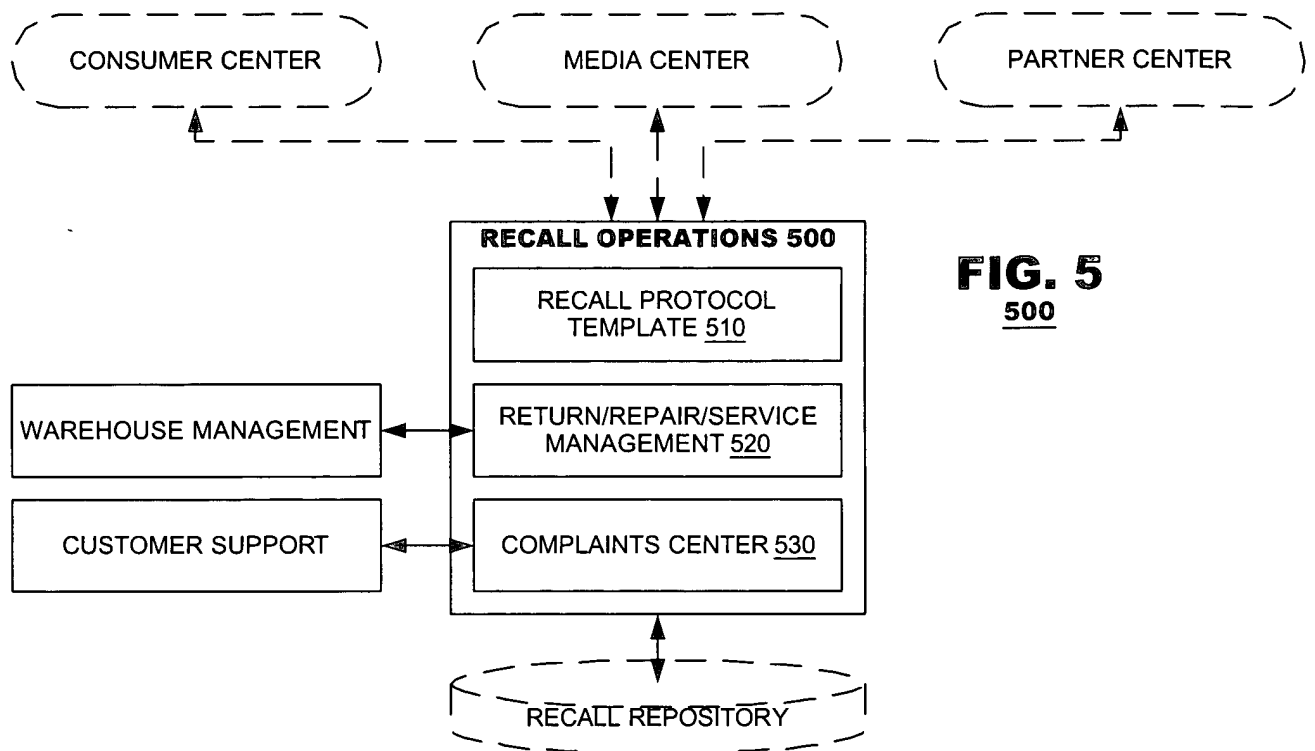 CONSUMER CENTER
MEDIA CENTER
PARTNER CENTER
RECALL OPERATIONS 500
FIG. 5
500
RECALL PROTOCOL
TEMPLATE 510
WAREHOUSE MANAGEMENT
RETURN/REPAIR/SERVICE
MANAGEMENT 520
CUSTOMER SUPPORT
COMPLAINTS CENTER 530
RECALL REPOSITORY